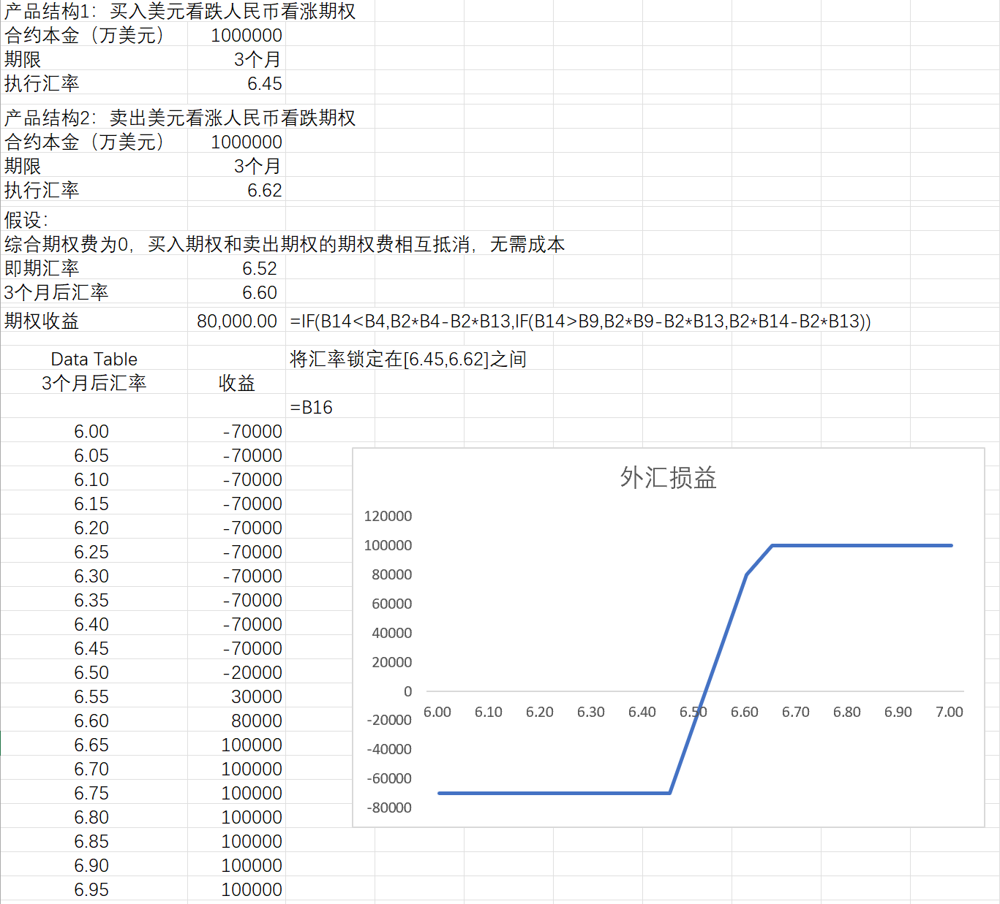 产品结构1：买入美元看跌人民币看涨期权
合约本金（万美元） 1000000
期限 3个月
执行汇率 6.45
产品结构2：卖出美元看涨人民币看跌期权
合约本金（万美元） 1000000
期限 3个月
执行汇率 6.62
假设：
综合期权费为0，买入期权和卖出期权的期权费相互抵消，无需成本
即期汇率 6.52
3个月后汇率 6.60
期权收益 80,000.00 =IF(B14<B4,B2*B4-B2*B13,IF(B14>B9,B2*B9-B2*B13,B2*B14-B2*B13))
Data Table 将汇率锁定在[6.45,6.62]之间
3个月后汇率 收益
=B16
6.00 -70000
6.05 -70000
6.10 -70000
6.15 -70000
6.20 -70000
6.25 -70000
6.30 -70000
6.35 -70000
6.40 -70000
6.45 -70000
6.50 -20000
6.55 30000
6.60 80000
6.65 100000
6.70 100000
6.75 100000
6.80 100000
6.85 100000
6.90 100000
6.95 100000
外汇损益
120000
100000
80000
60000
40000
20000
0
-20000
-40000
-60000
-80000
6.00 6.10 6.20 6.30 6.40 6.50 6.60 6.70 6.80 6.90 7.00